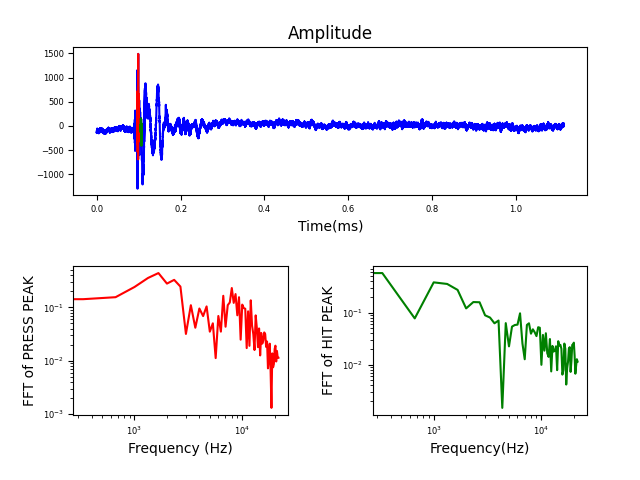 Amplitude
1500
1000
500
0
−500
−1000
0.0 0.2 0.4 0.6 0.8 1.0
Time(ms)
FFT of PRESS PEAK
10⁻¹
10⁻²
10⁻³
10³ 10⁴
Frequency (Hz)
FFT of HIT PEAK
10⁻¹
10⁻²
10³ 10⁴
Frequency(Hz)